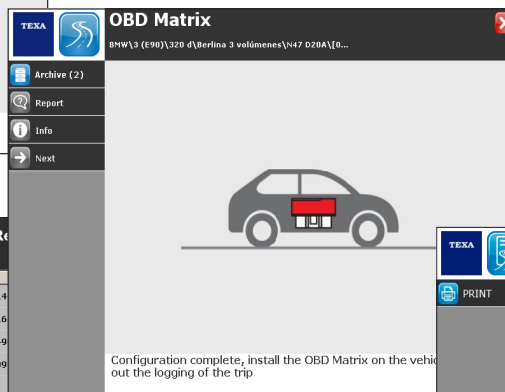 TEXA
OBD Matrix
BMW\3 (E90)\320 d\Berlina 3 volúmenes\N47 D20A\[0...
Archive (2)
Report
Info
Next
TEXA
PRINT
Configuration complete, install the OBD Matrix on the
out the logging of the trip